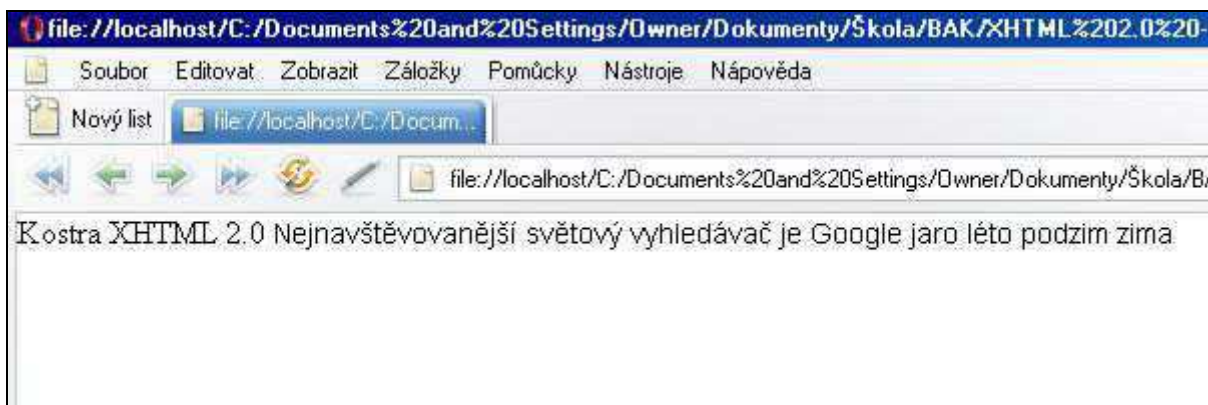 file://localhost/C:/Documents%20and%20Settings/Owner/Dokumenty/Škola/BAK/XHTML%202.0%20-
Soubor Editovat Zobrazit Záložky Pomůcky Nástroje Nápověda
Nový list file://localhost/C:/Docum...
file://localhost/C:/Documents%20and%20Settings/Owner/Dokumenty/Škola/B
Kostra XHTML 2.0 Nejnavštěvovanější světový vyhledávač je Google jaro léto podzim zima